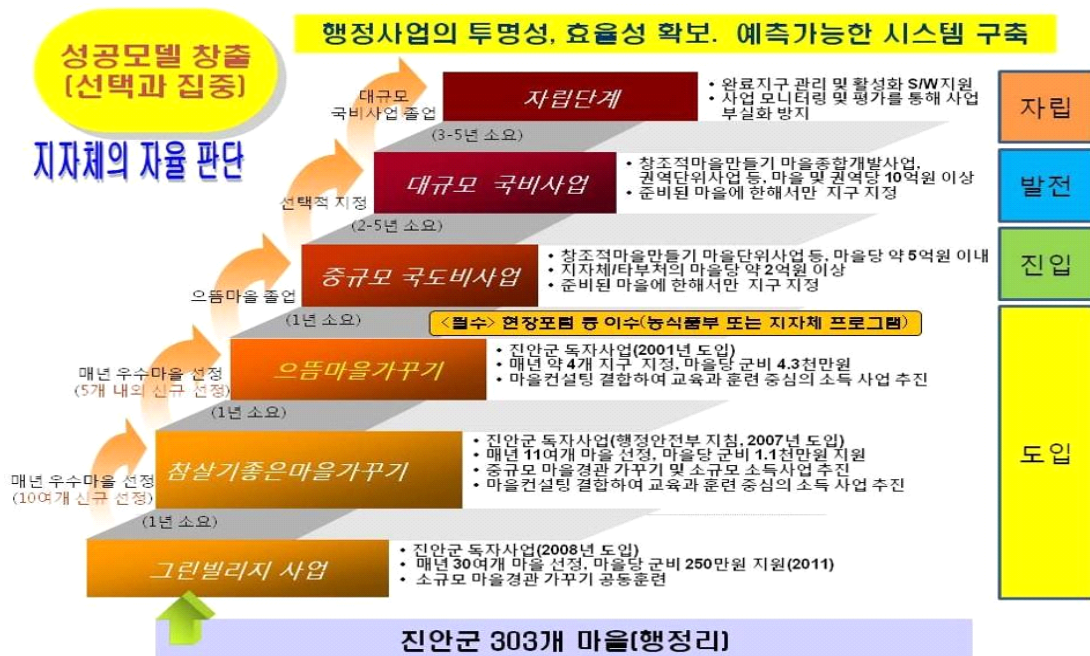 성공모델 창출
(선택과 집중)
지자체의 자율 판단
행정사업의 투명성, 효율성 확보. 예측가능한 시스템 구축
대규모
국비사업 졸업
자립단계
• 완료지구 관리 및 활성화 S/W지원
• 사업 모니터링 및 평가를 통해 사업
부실화 방지
자립
(3-5년 소요)
선택적 지정
대규모 국비사업
• 창조적마을만들기 마을종합개발사업,
권역단위사업 등, 마을 및 권역당 10억원 이상
• 준비된 마을에 한해서만 지구 지정
발전
(2-5년 소요)
으뜸마을 졸업
중규모 국도비사업
• 창조적마을만들기 마을단위사업 등, 마을당 약 5억원 이내
• 지자체/타부처의 마을당 약 2억원 이상
• 준비된 마을에 한해서만 지구 지정
진입
(1년 소요)
<필수> 현장포럼 등 이수(농식품부 또는 지자체 프로그램)
매년 우수마을 선정
(5개 내외 신규 선정)
으뜸마을가꾸기
• 진안군 독자사업(2001년 도입)
• 매년 약 4개 지구 지정, 마을당 군비 4.3천만원
• 마을컨설팅 결합하여 교육과 훈련 중심의 소득 사업 추진
(1년 소요)
매년 우수마을 선정
(10여개 신규 선정)
참살기좋은마을가꾸기
• 진안군 독자사업(행정안전부 지침, 2007년 도입)
• 매년 11여개 마을 선정, 마을당 군비 1.1천만원 지원
• 중규모 마을경관 가꾸기 및 소규모 소득사업 추진
• 마을컨설팅 결합하여 교육과 훈련 중심의 소득 사업 추진
도입
(1년 소요)
그린빌리지 사업
• 진안군 독자사업(2008년 도입)
• 매년 30여개 마을 선정, 마을당 군비 250만원 지원(2011)
• 소규모 마을경관 가꾸기 공동훈련
진안군 303개 마을(행정리)